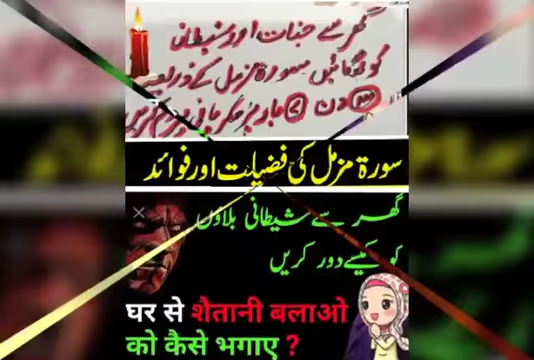 گھر سے جنات اور شیطانی
کو بھگائیں سورۃ مزمل کے ذریعے
دن
سورۃ مزمل کی فضیلت اور فوائد
گھر سے شیطانی بلاؤں
کو کیسے دور کریں
घर से शैतानी बलाओ
को कैसे भगाए ?